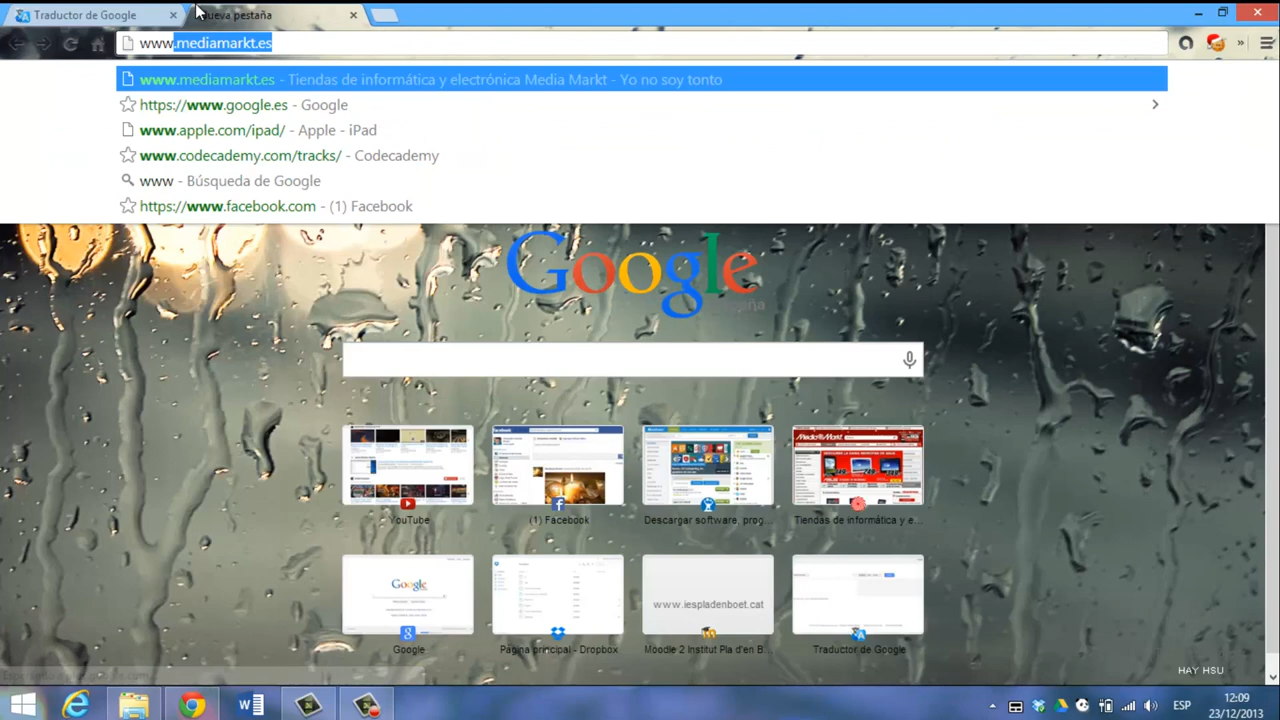 Traductor de Google
Nueva pestaña
www.mediamarkt.es
www.mediamarkt.es - Tiendas de informática y electrónica Media Markt - Yo no soy tonto
https://www.google.es - Google
www.apple.com/ipad/ - Apple - iPad
www.codecademy.com/tracks/ - Codecademy
www - Búsqueda de Google
https://www.facebook.com - (1) Facebook
Google
YouTube
(1) Facebook
Descargar software, prog...
Tiendas de informática y e...
www.iespladenboet.cat
Google
Página principal - Dropbox
Moodle 2 Institut Pla d'en B...
Traductor de Google
HAY HSU
ESP
12:09
23/12/2013